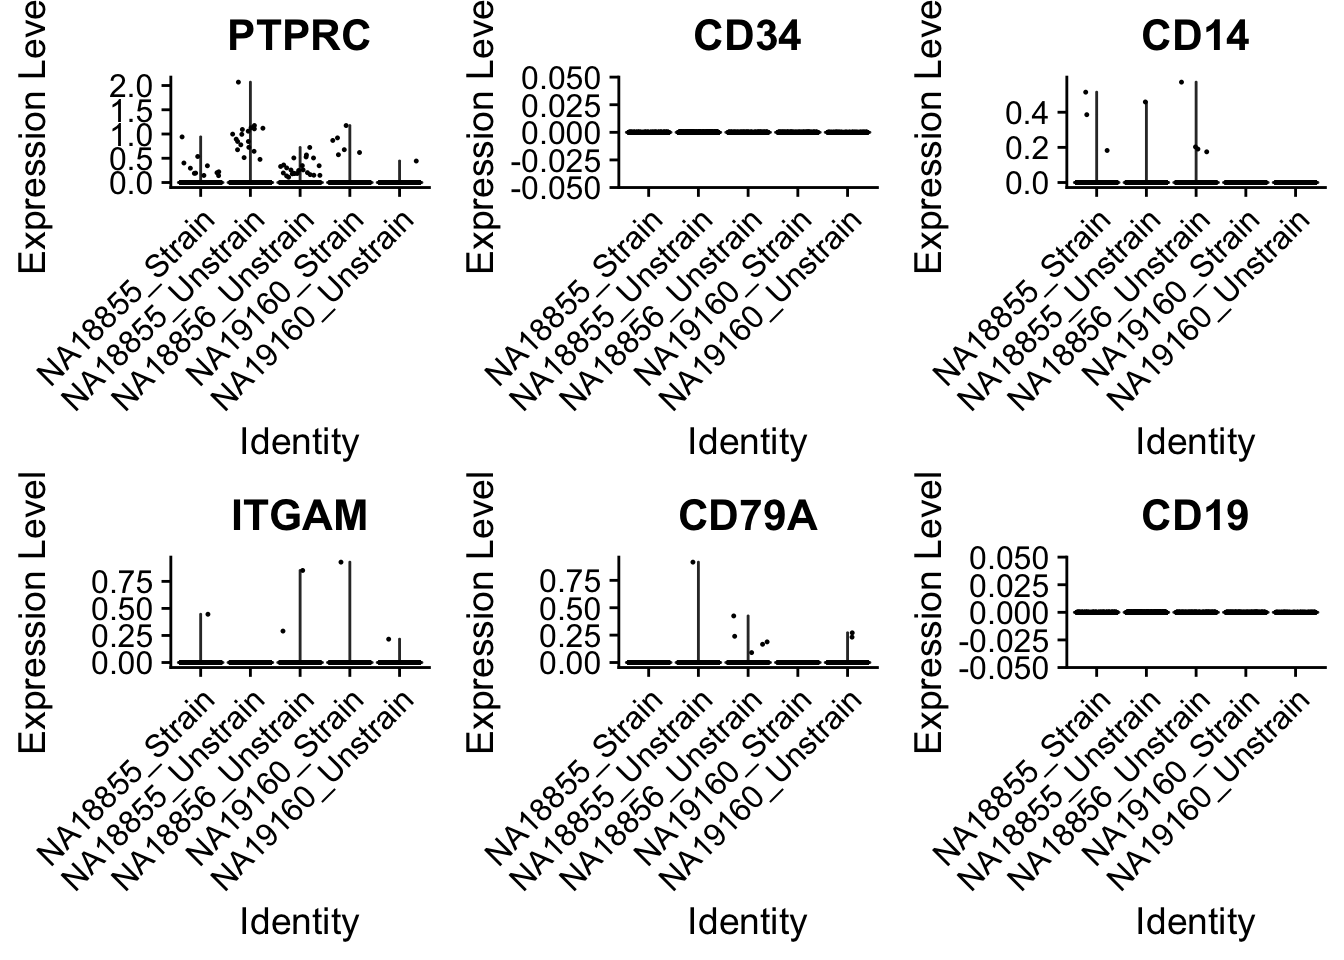 PTPRC
Expression Leve
2.0
1.5
1.0
0.5
0.0
NA18855_Strain
NA18855_Unstrain
NA18856_Unstrain
NA19160_Strain
NA19160_Unstrain
Identity
CD34
Expression Leve
0.050
0.025
0.000
-0.025
-0.050
NA18855_Strain
NA18855_Unstrain
NA18856_Unstrain
NA19160_Strain
NA19160_Unstrain
Identity
CD14
Expression Leve
0.4
0.2
0.0
NA18855_Strain
NA18855_Unstrain
NA18856_Unstrain
NA19160_Strain
NA19160_Unstrain
Identity
ITGAM
Expression Level
0.75
0.50
0.25
0.00
NA18855_Strain
NA18855_Unstrain
NA18856_Unstrain
NA19160_Strain
NA19160_Unstrain
Identity
CD79A
Expression Level
0.75
0.50
0.25
0.00
NA18855_Strain
NA18855_Unstrain
NA18856_Unstrain
NA19160_Strain
NA19160_Unstrain
Identity
CD19
Expression Level
0.050
0.025
0.000
-0.025
-0.050
NA18855_Strain
NA18855_Unstrain
NA18856_Unstrain
NA19160_Strain
NA19160_Unstrain
Identity